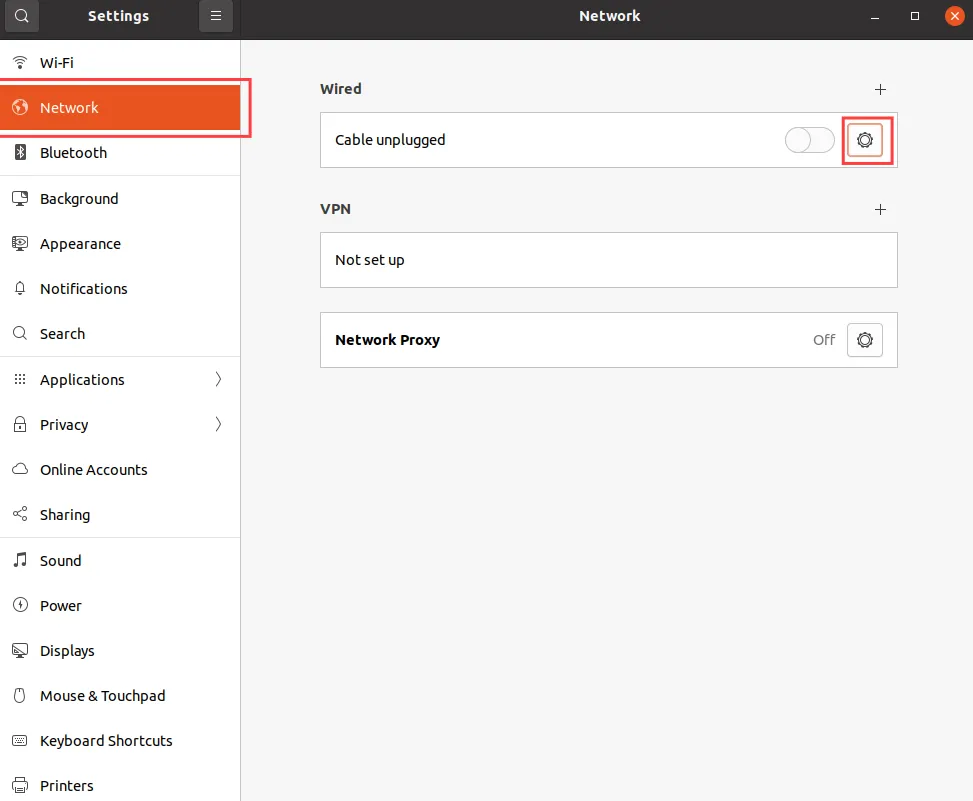 Settings
Network
Wi-Fi
Network
Bluetooth
Background
Appearance
Notifications
Search
Applications
Privacy
Online Accounts
Sharing
Sound
Power
Displays
Mouse & Touchpad
Keyboard Shortcuts
Printers
Wired
Cable unplugged
VPN
Not set up
Network Proxy Off